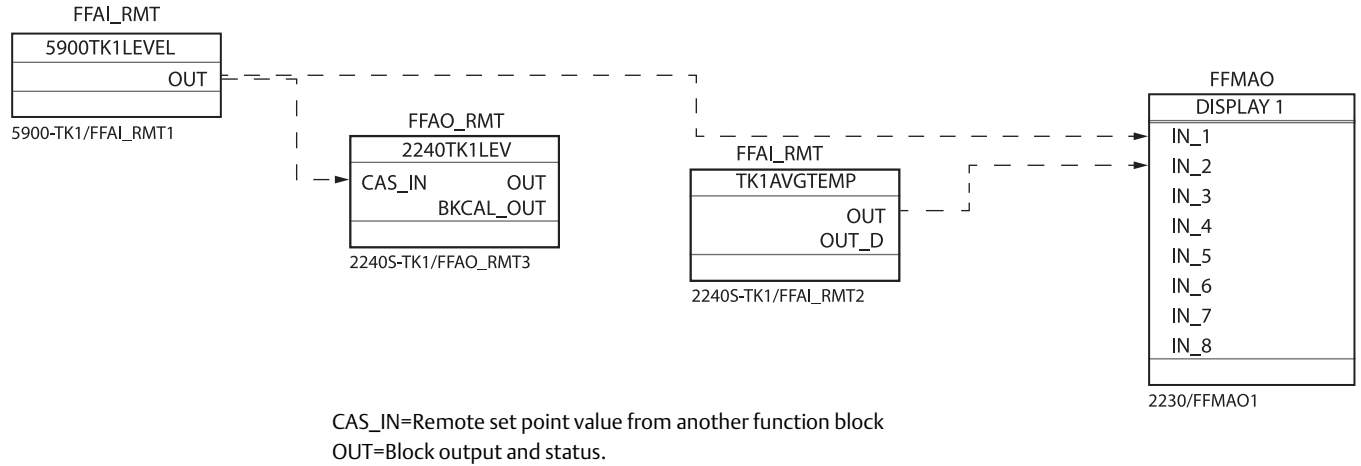 FFAI_RMT
5900TK1LEVEL
OUT
5900-TK1/FFAI_RMT1
FFAO_RMT
2240TK1LEV
CAS_IN OUT
BKCAL_OUT
2240S-TK1/FFAO_RMT3
FFAI_RMT
TK1AVGTEMP
OUT
OUT_D
2240S-TK1/FFAI_RMT2
FFMAO
DISPLAY 1
IN_1
IN_2
IN_3
IN_4
IN_5
IN_6
IN_7
IN_8
2230/FFMAO1
CAS_IN=Remote set point value from another function block
OUT=Block output and status.